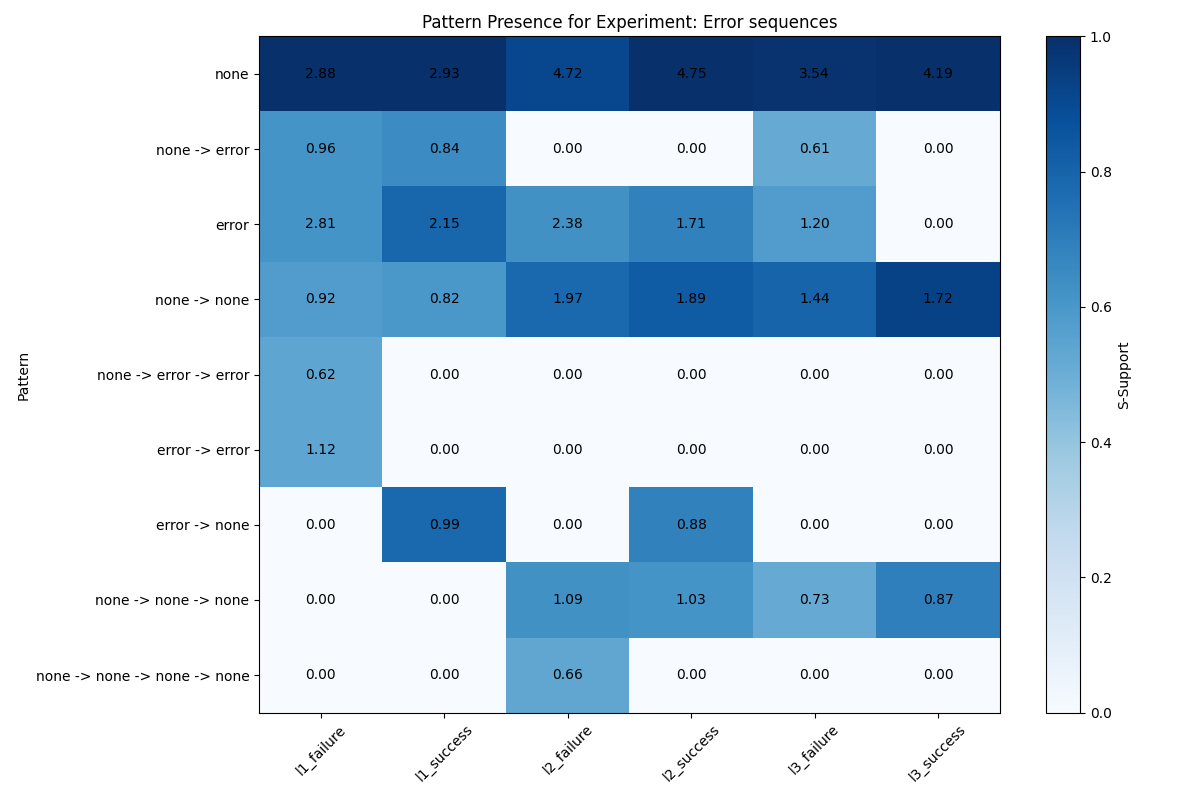 Pattern Presence for Experiment: Error sequences
Pattern
none 2.88 2.93 4.72 4.75 3.54 4.19
none -> error 0.96 0.84 0.00 0.00 0.61 0.00
error 2.81 2.15 2.38 1.71 1.20 0.00
none -> none 0.92 0.82 1.97 1.89 1.44 1.72
none -> error -> error 0.62 0.00 0.00 0.00 0.00 0.00
error -> error 1.12 0.00 0.00 0.00 0.00 0.00
error -> none 0.00 0.99 0.00 0.88 0.00 0.00
none -> none -> none 0.00 0.00 1.09 1.03 0.73 0.87
none -> none -> none -> none 0.00 0.00 0.66 0.00 0.00 0.00
l1_failure l1_success l2_failure l2_success l3_failure l3_success
1.0
0.8
0.6
0.4
0.2
0.0
S-Support